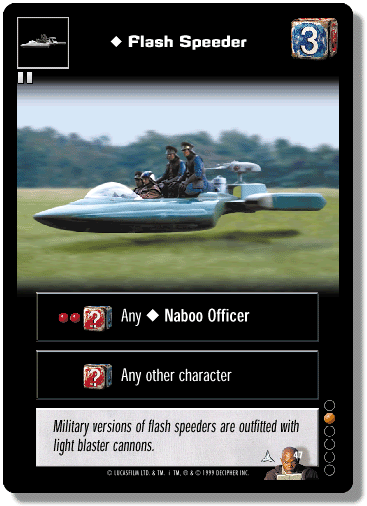 ◆ Flash Speeder
3
? Any ◆ Naboo Officer
? Any other character
Military versions of flash speeders are outfitted with
light blaster cannons.
47
© LUCASFILM LTD. & TM. ® & © 1999 DECIPHER INC.